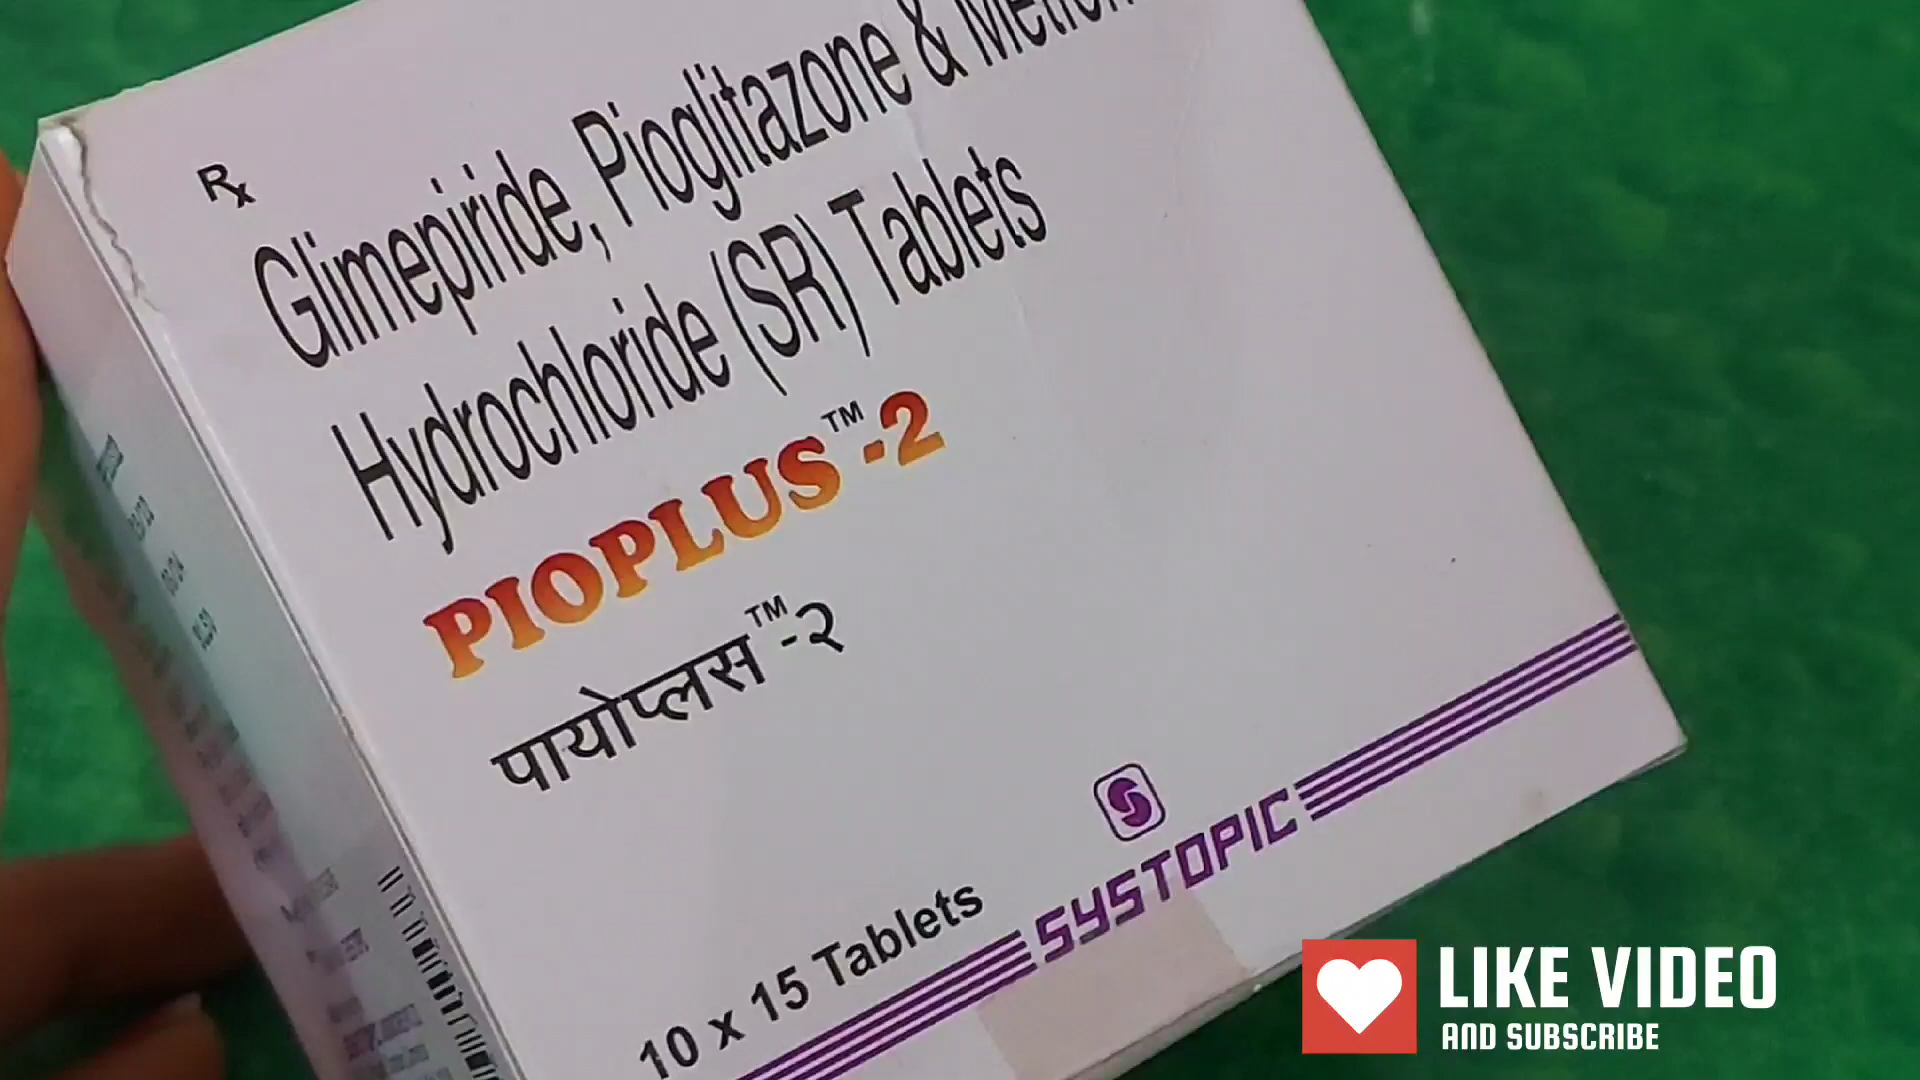 Rx
Glimepiride, Pioglitazone &
Hydrochloride (SR) Tablets
PIOPLUS™-2
पायोप्लस™-२
10 x 15 Tablets
SYSTOPIC
LIKE VIDEO
AND SUBSCRIBE